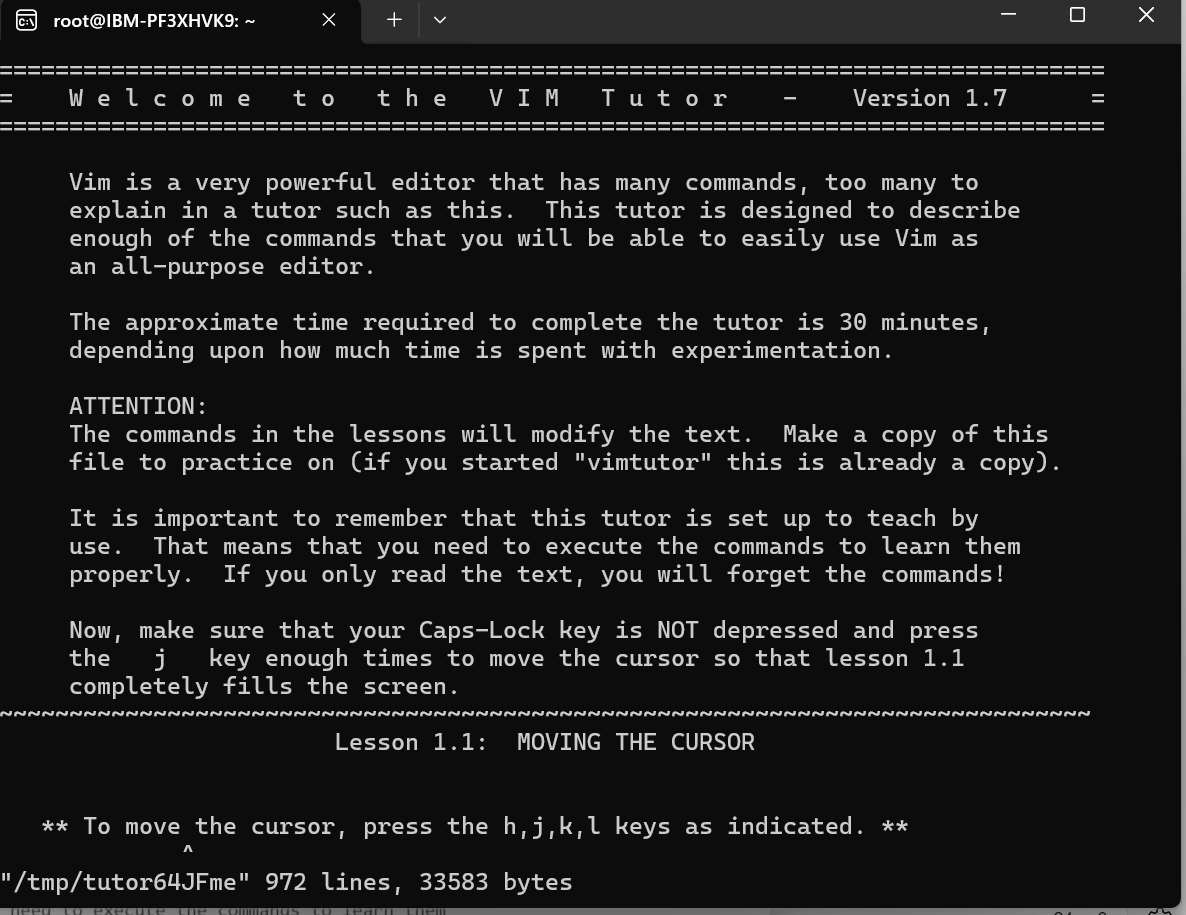 root@IBM-PF3XHVK9: ~
===============================================================================
=    W e l c o m e   t o   t h e   V I M   T u t o r    -    Version 1.7      =
===============================================================================
Vim is a very powerful editor that has many commands, too many to
explain in a tutor such as this.  This tutor is designed to describe
enough of the commands that you will be able to easily use Vim as
an all-purpose editor.
The approximate time required to complete the tutor is 30 minutes,
depending upon how much time is spent with experimentation.
ATTENTION:
The commands in the lessons will modify the text.  Make a copy of this
file to practice on (if you started "vimtutor" this is already a copy).
It is important to remember that this tutor is set up to teach by
use.  That means that you need to execute the commands to learn them
properly.  If you only read the text, you will forget the commands!
Now, make sure that your Caps-Lock key is NOT depressed and press
the   j   key enough times to move the cursor so that lesson 1.1
completely fills the screen.
~~~~~~~~~~~~~~~~~~~~~~~~~~~~~~~~~~~~~~~~~~~~~~~~~~~~~~~~~~~~~~~~~~~~~~~~~~~~~~
Lesson 1.1:  MOVING THE CURSOR
** To move the cursor, press the h,j,k,l keys as indicated. **
^
"/tmp/tutor64JFme" 972 lines, 33583 bytes
need to execute the commands to learn them